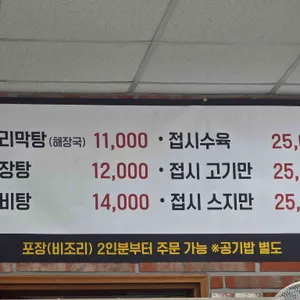 리막탕(해장국) 11,000 • 접시수육 25,
장탕 12,000 • 접시 고기만 25,
비탕 14,000 • 접시 스지만 25,
포장(비조리) 2인분부터 주문 가능 ※공기밥 별도